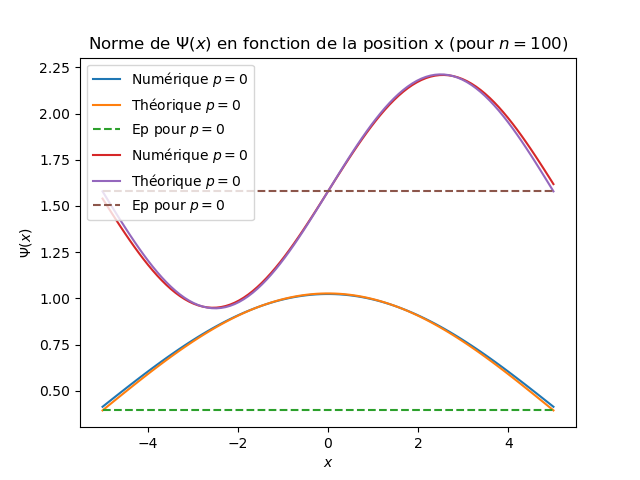 Norme de Ψ(x) en fonction de la position x (pour n = 100)
Numérique p = 0
Théorique p = 0
Ep pour p = 0
Numérique p = 0
Théorique p = 0
Ep pour p = 0
2.25
2.00
1.75
1.50
1.25
1.00
0.75
0.50
Ψ(x)
−4 −2 0 2 4
x